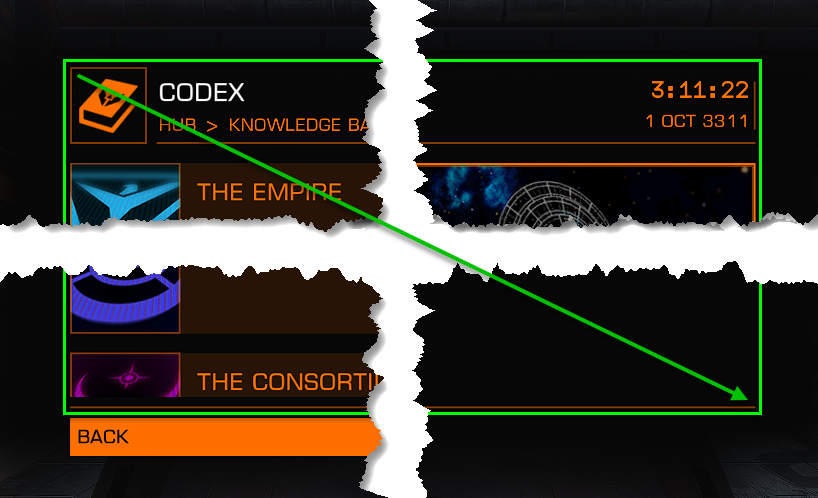 CODEX
3:11:22
HUB > KNOWLEDGE BA
1 OCT 3311
THE EMPIRE
THE CONSORTI
BACK